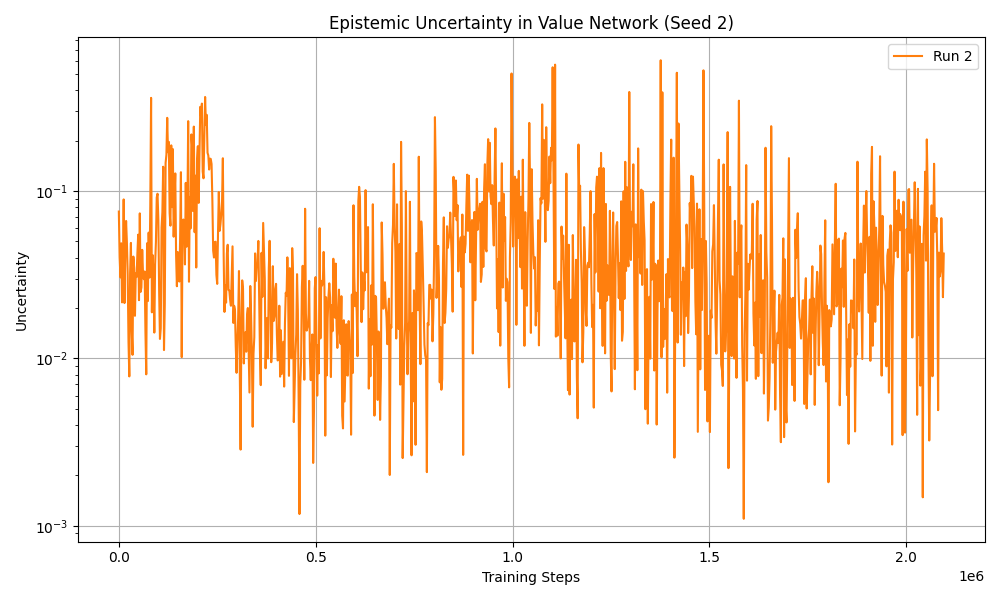 Epistemic Uncertainty in Value Network (Seed 2)
Run 2
Uncertainty
10⁻¹
10⁻²
10⁻³
0.0 0.5 1.0 1.5 2.0
1e6
Training Steps